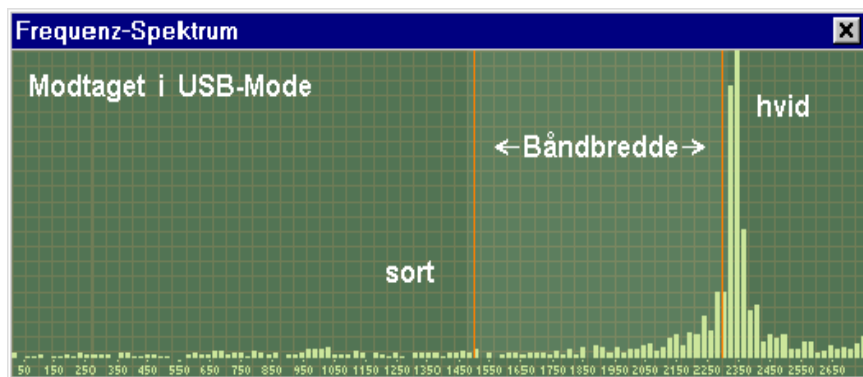 Frequenz-Spektrum
Modtaget i USB-Mode
hvid
←Båndbredde→
sort
50 150 250 350 450 550 650 750 850 950 1050 1150 1250 1350 1450 1550 1650 1750 1850 1950 2050 2150 2250 2350 2450 2550 2650